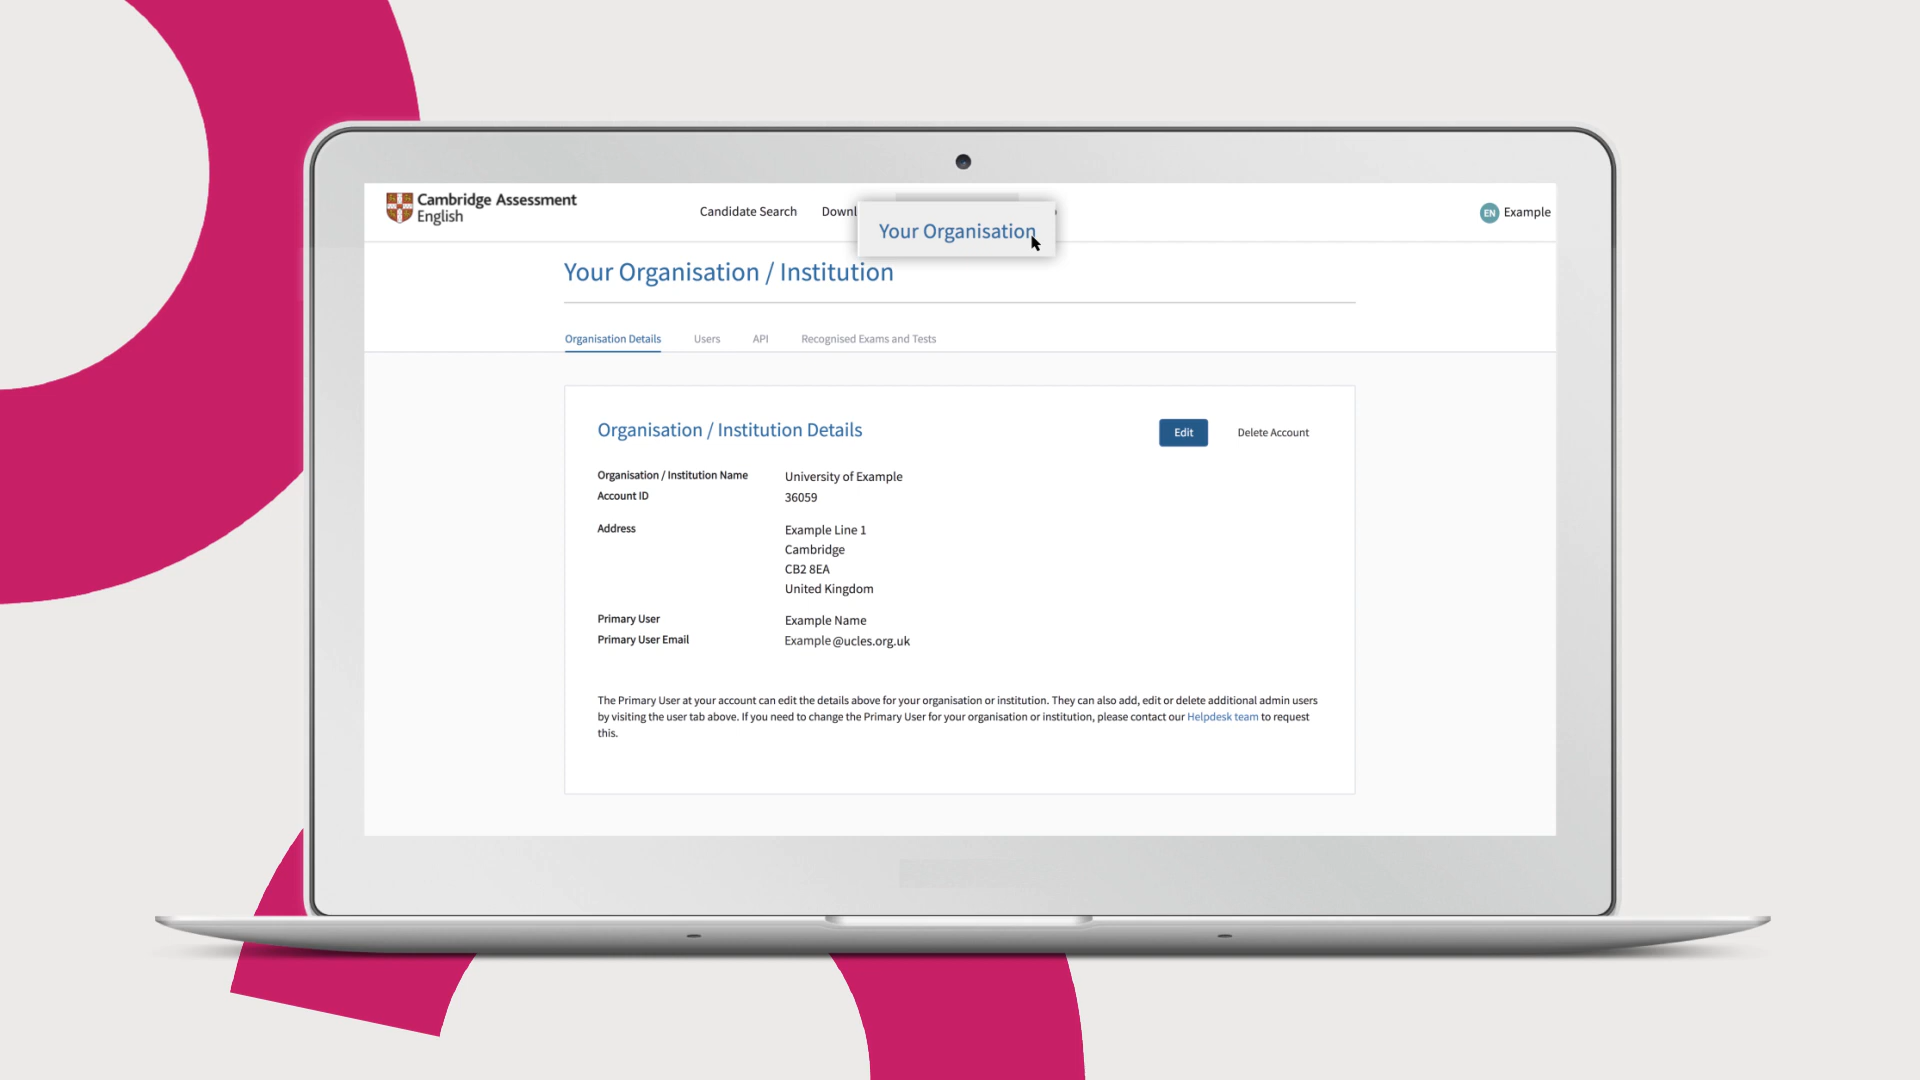 Cambridge Assessment
English
Candidate Search
Your Organisation
EN Example
Your Organisation / Institution
Organisation Details Users API Recognised Exams and Tests
Organisation / Institution Details
Edit Delete Account
Organisation / Institution Name University of Example
Account ID 36059
Address Example Line 1
Cambridge
CB2 8EA
United Kingdom
Primary User Example Name
Primary User Email Example@ucles.org.uk
The Primary User at your account can edit the details above for your organisation or institution. They can also add, edit or delete additional admin users
by visiting the user tab above. If you need to change the Primary User for your organisation or institution, please contact our Helpdesk team to request
this.